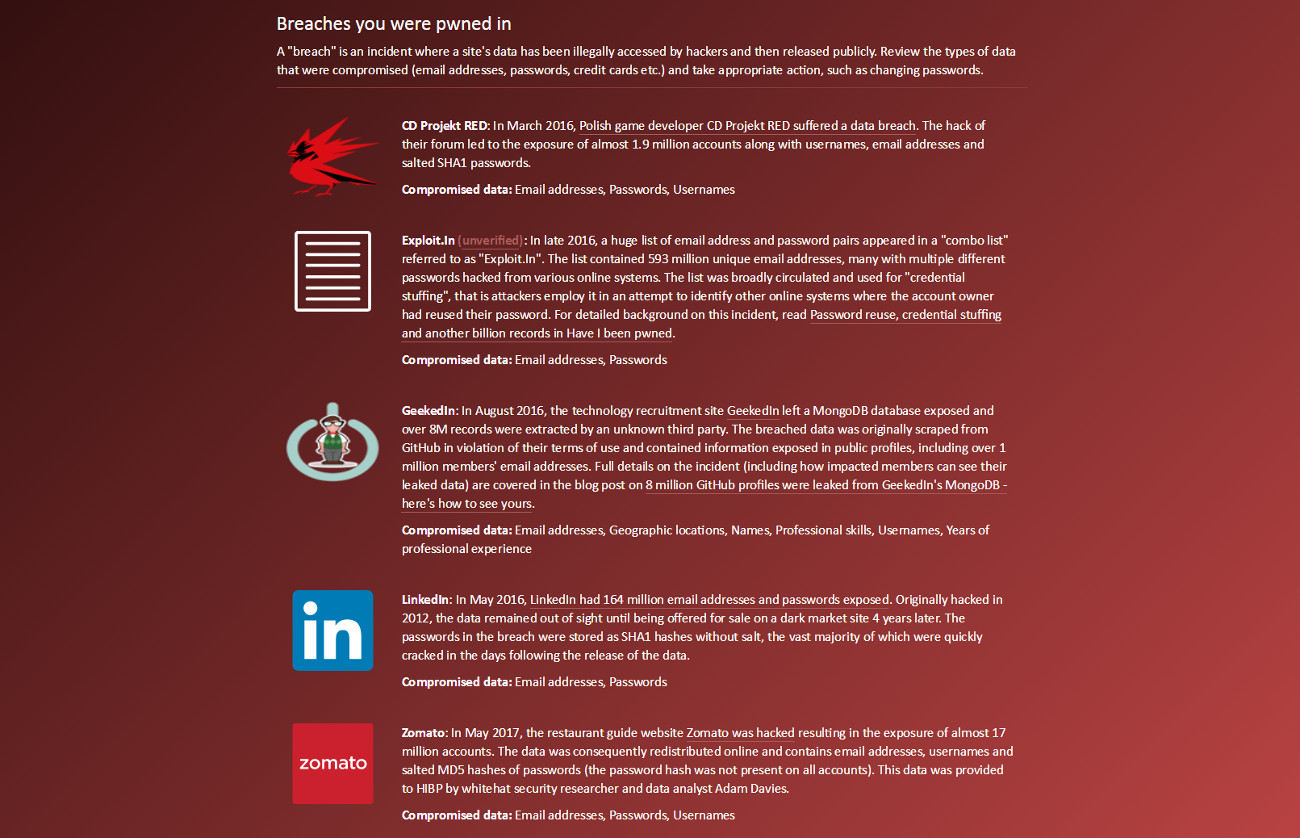 Breaches you were pwned in
A "breach" is an incident where a site's data has been illegally accessed by hackers and then released publicly. Review the types of data
that were compromised (email addresses, passwords, credit cards etc.) and take appropriate action, such as changing passwords.
CD Projekt RED: In March 2016, Polish game developer CD Projekt RED suffered a data breach. The hack of
their forum led to the exposure of almost 1.9 million accounts along with usernames, email addresses and
salted SHA1 passwords.
Compromised data: Email addresses, Passwords, Usernames
Exploit.In (unverified): In late 2016, a huge list of email address and password pairs appeared in a "combo list"
referred to as "Exploit.In". The list contained 593 million unique email addresses, many with multiple different
passwords hacked from various online systems. The list was broadly circulated and used for "credential
stuffing", that is attackers employ it in an attempt to identify other online systems where the account owner
had reused their password. For detailed background on this incident, read Password reuse, credential stuffing
and another billion records in Have I been pwned.
Compromised data: Email addresses, Passwords
GeekedIn: In August 2016, the technology recruitment site GeekedIn left a MongoDB database exposed and
over 8M records were extracted by an unknown third party. The breached data was originally scraped from
GitHub in violation of their terms of use and contained information exposed in public profiles, including over 1
million members' email addresses. Full details on the incident (including how impacted members can see their
leaked data) are covered in the blog post on 8 million GitHub profiles were leaked from GeekedIn's MongoDB -
here's how to see yours.
Compromised data: Email addresses, Geographic locations, Names, Professional skills, Usernames, Years of
professional experience
in
LinkedIn: In May 2016, LinkedIn had 164 million email addresses and passwords exposed. Originally hacked in
2012, the data remained out of sight until being offered for sale on a dark market site 4 years later. The
passwords in the breach were stored as SHA1 hashes without salt, the vast majority of which were quickly
cracked in the days following the release of the data.
Compromised data: Email addresses, Passwords
zomato
Zomato: In May 2017, the restaurant guide website Zomato was hacked resulting in the exposure of almost 17
million accounts. The data was consequently redistributed online and contains email addresses, usernames and
salted MD5 hashes of passwords (the password hash was not present on all accounts). This data was provided
to HIBP by whitehat security researcher and data analyst Adam Davies.
Compromised data: Email addresses, Passwords, Usernames